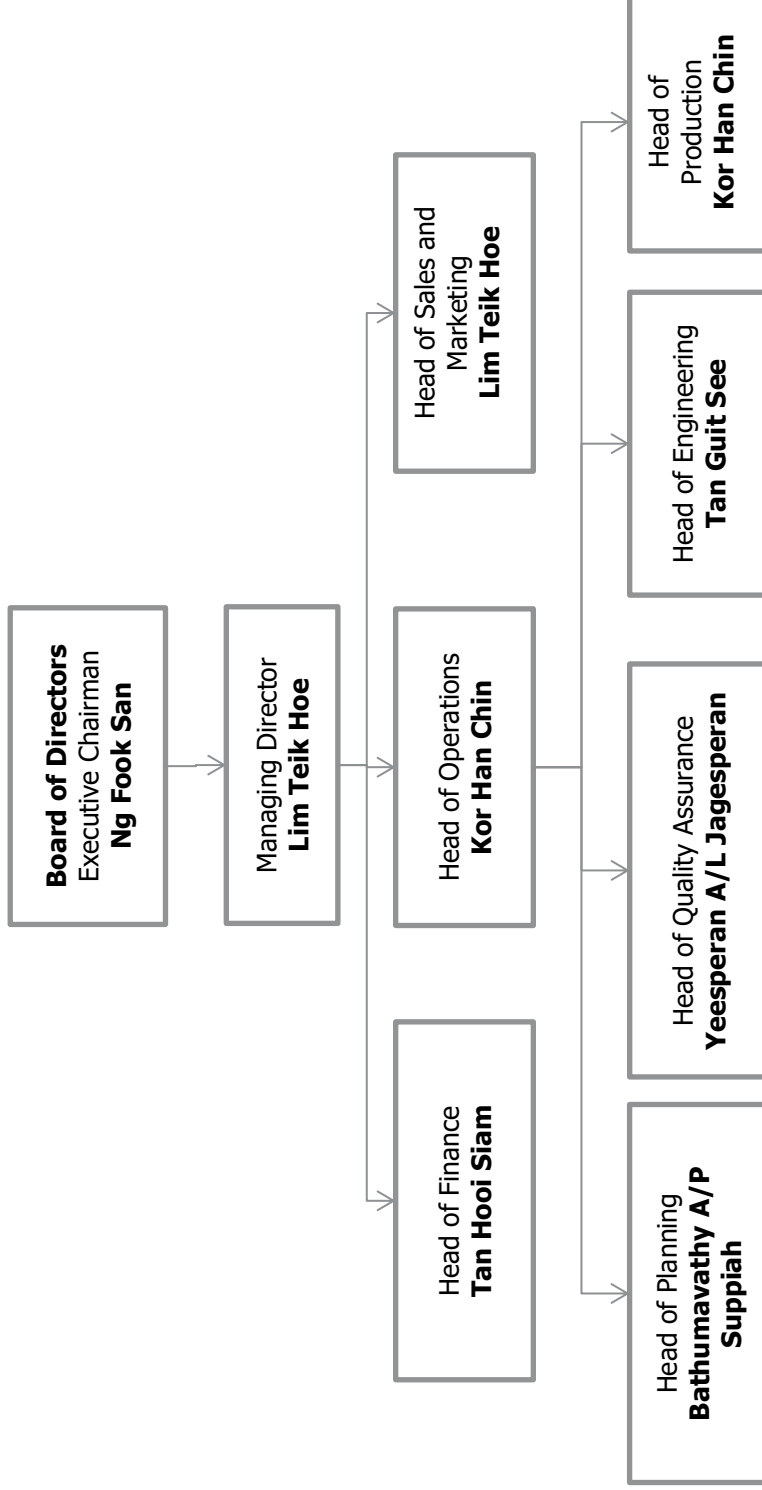 Board of Directors
Executive Chairman
Ng Fook San
Managing Director
Lim Teik Hoe
Head of Finance
Tan Hooi Siam
Head of Operations
Kor Han Chin
Head of Sales and
Marketing
Lim Teik Hoe
Head of Planning
Bathumavathy A/P
Suppiah
Head of Quality Assurance
Yeesperan A/L Jagesperan
Head of Engineering
Tan Guit See
Head of
Production
Kor Han Chin